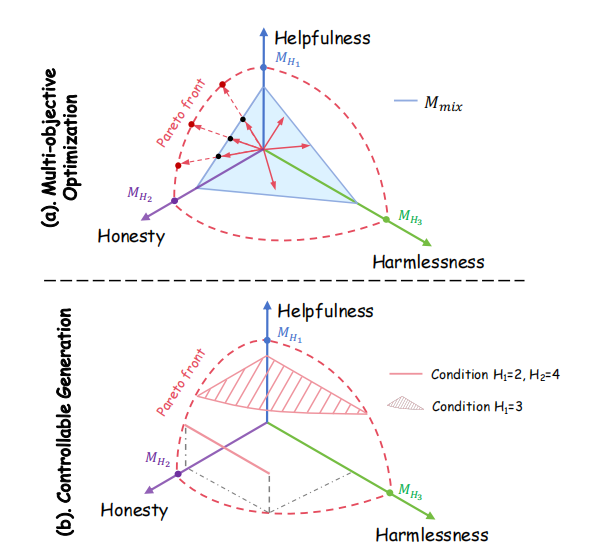 (a). Multi-objective
Optimization
Helpfulness
M_{H_1}
Pareto front
M_{mix}
M_{H_2}
Honesty
M_{H_3}
Harmlessness
(b). Controllable Generation
Helpfulness
M_{H_1}
Pareto front
Condition H₁=2, H₂=4
Condition H₁=3
M_{H_2}
Honesty
M_{H_3}
Harmlessness